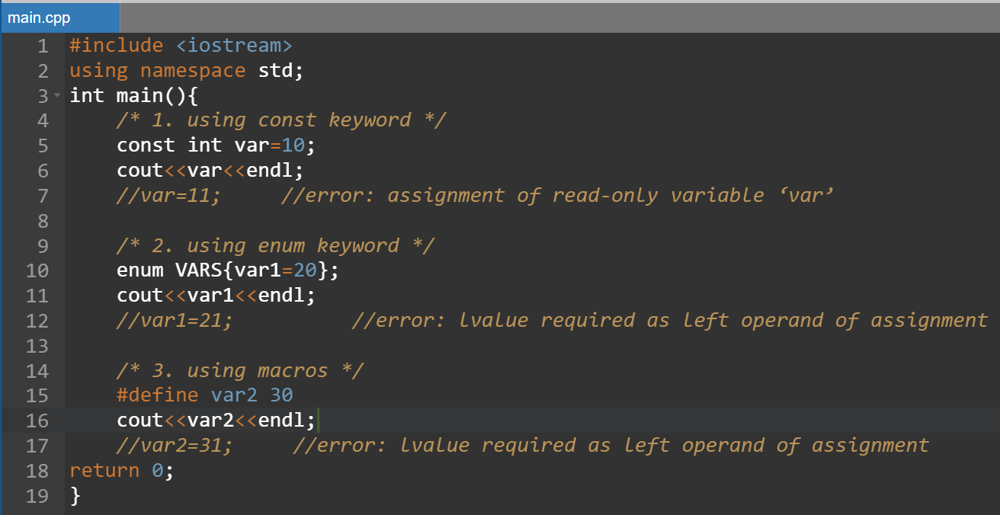 main.cpp
1 #include <iostream>
2 using namespace std;
3 int main(){
4     /* 1. using const keyword */
5     const int var=10;
6     cout<<var<<endl;
7     //var=11;     //error: assignment of read-only variable ‘var’
8
9     /* 2. using enum keyword */
10     enum VARS{var1=20};
11     cout<<var1<<endl;
12     //var1=21;          //error: lvalue required as left operand of assignment
13
14     /* 3. using macros */
15     #define var2 30
16     cout<<var2<<endl;
17     //var2=31;     //error: lvalue required as left operand of assignment
18 return 0;
19 }